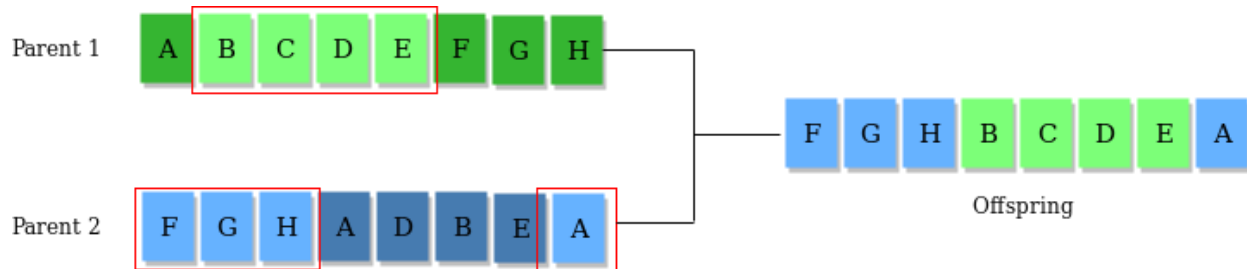 Parent 1 A B C D E F G H
F G H B C D E A
Offspring
Parent 2 F G H A D B E A